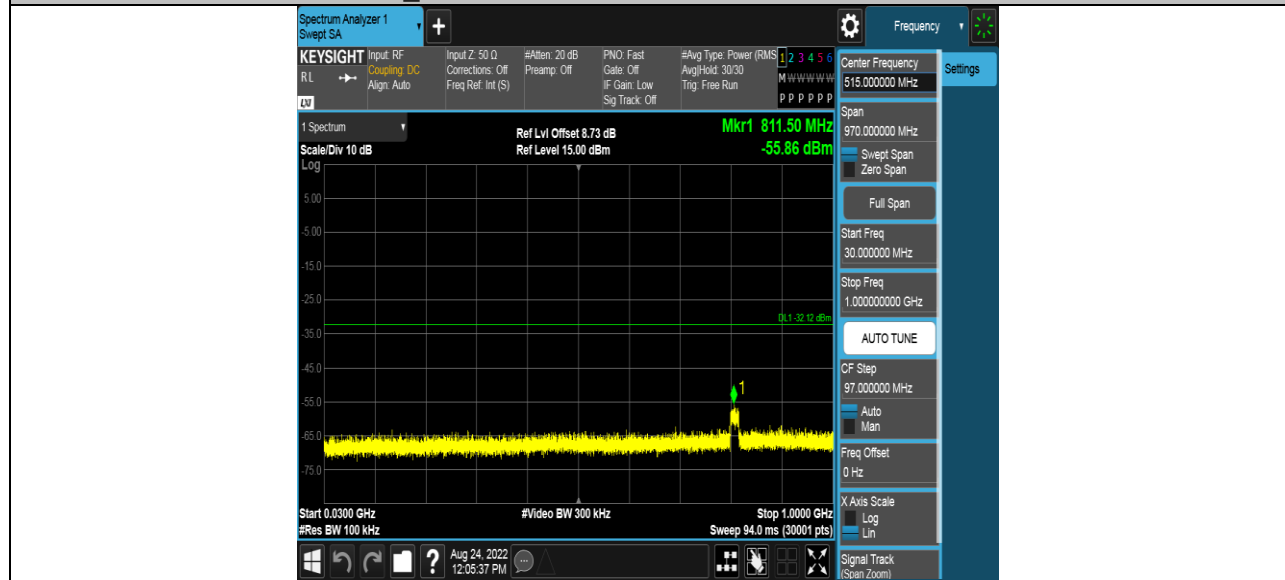 Spectrum Analyzer 1
Swept SA
+
Frequency
KEYSIGHT
RL
LXI
Input: RF
Coupling: DC
Align: Auto
Input Z: 50 Ω
Corrections: Off
Freq Ref: Int (S)
#Atten: 20 dB
Preamp: Off
PNO: Fast
Gate: Off
IF Gain: Low
Sig Track: Off
#Avg Type: Power (RMS
Avg|Hold: 30/30
Trig: Free Run
1 2 3 4 5 6
M W W W W W
P P P P P P
1 Spectrum
Scale/Div 10 dB
Log
Ref Lvl Offset 8.73 dB
Ref Level 15.00 dBm
Mkr1 811.50 MHz
-55.86 dBm
5.00
-5.00
-15.0
-25.0
DL1 -32.12 dBm
-35.0
-45.0
1
-55.0
-65.0
-75.0
Start 0.0300 GHz
#Res BW 100 kHz
#Video BW 300 kHz
Stop 1.0000 GHz
Sweep 94.0 ms (30001 pts)
?
Aug 24, 2022
12:05:37 PM
Center Frequency
515.000000 MHz
Settings
Span
970.000000 MHz
Swept Span
Zero Span
Full Span
Start Freq
30.000000 MHz
Stop Freq
1.000000000 GHz
AUTO TUNE
CF Step
97.000000 MHz
Auto
Man
Freq Offset
0 Hz
X Axis Scale
Log
Lin
Signal Track
(Span Zoom)